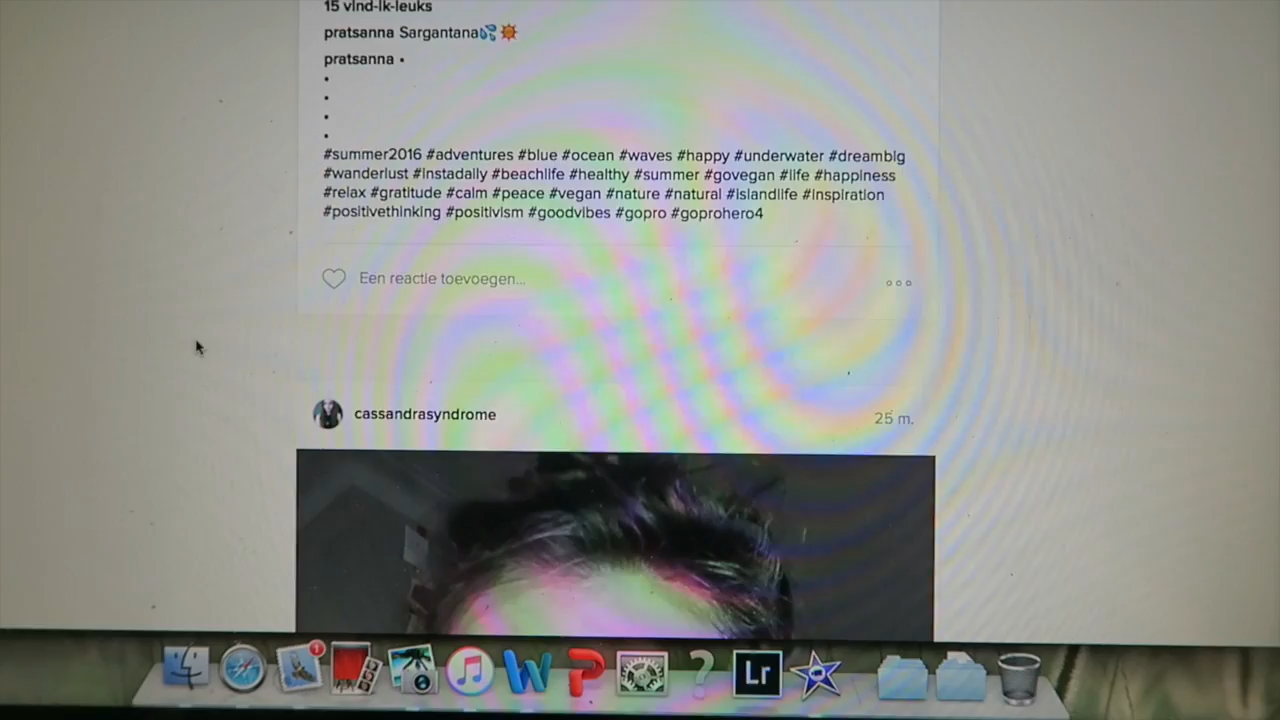 15 vind-ik-leuks
pratsanna Sargantana💦☀️
pratsanna •
•
•
•
•
#summer2016 #adventures #blue #ocean #waves #happy #underwater #dreambig
#wanderlust #instadaily #beachlife #healthy #summer #govegan #life #happiness
#relax #gratitude #calm #peace #vegan #nature #natural #islandlife #inspiration
#positivethinking #positivism #goodvibes #gopro #goprohero4
Een reactie toevoegen...
cassandrasyndrome 25 m.
1
W P ? Lr